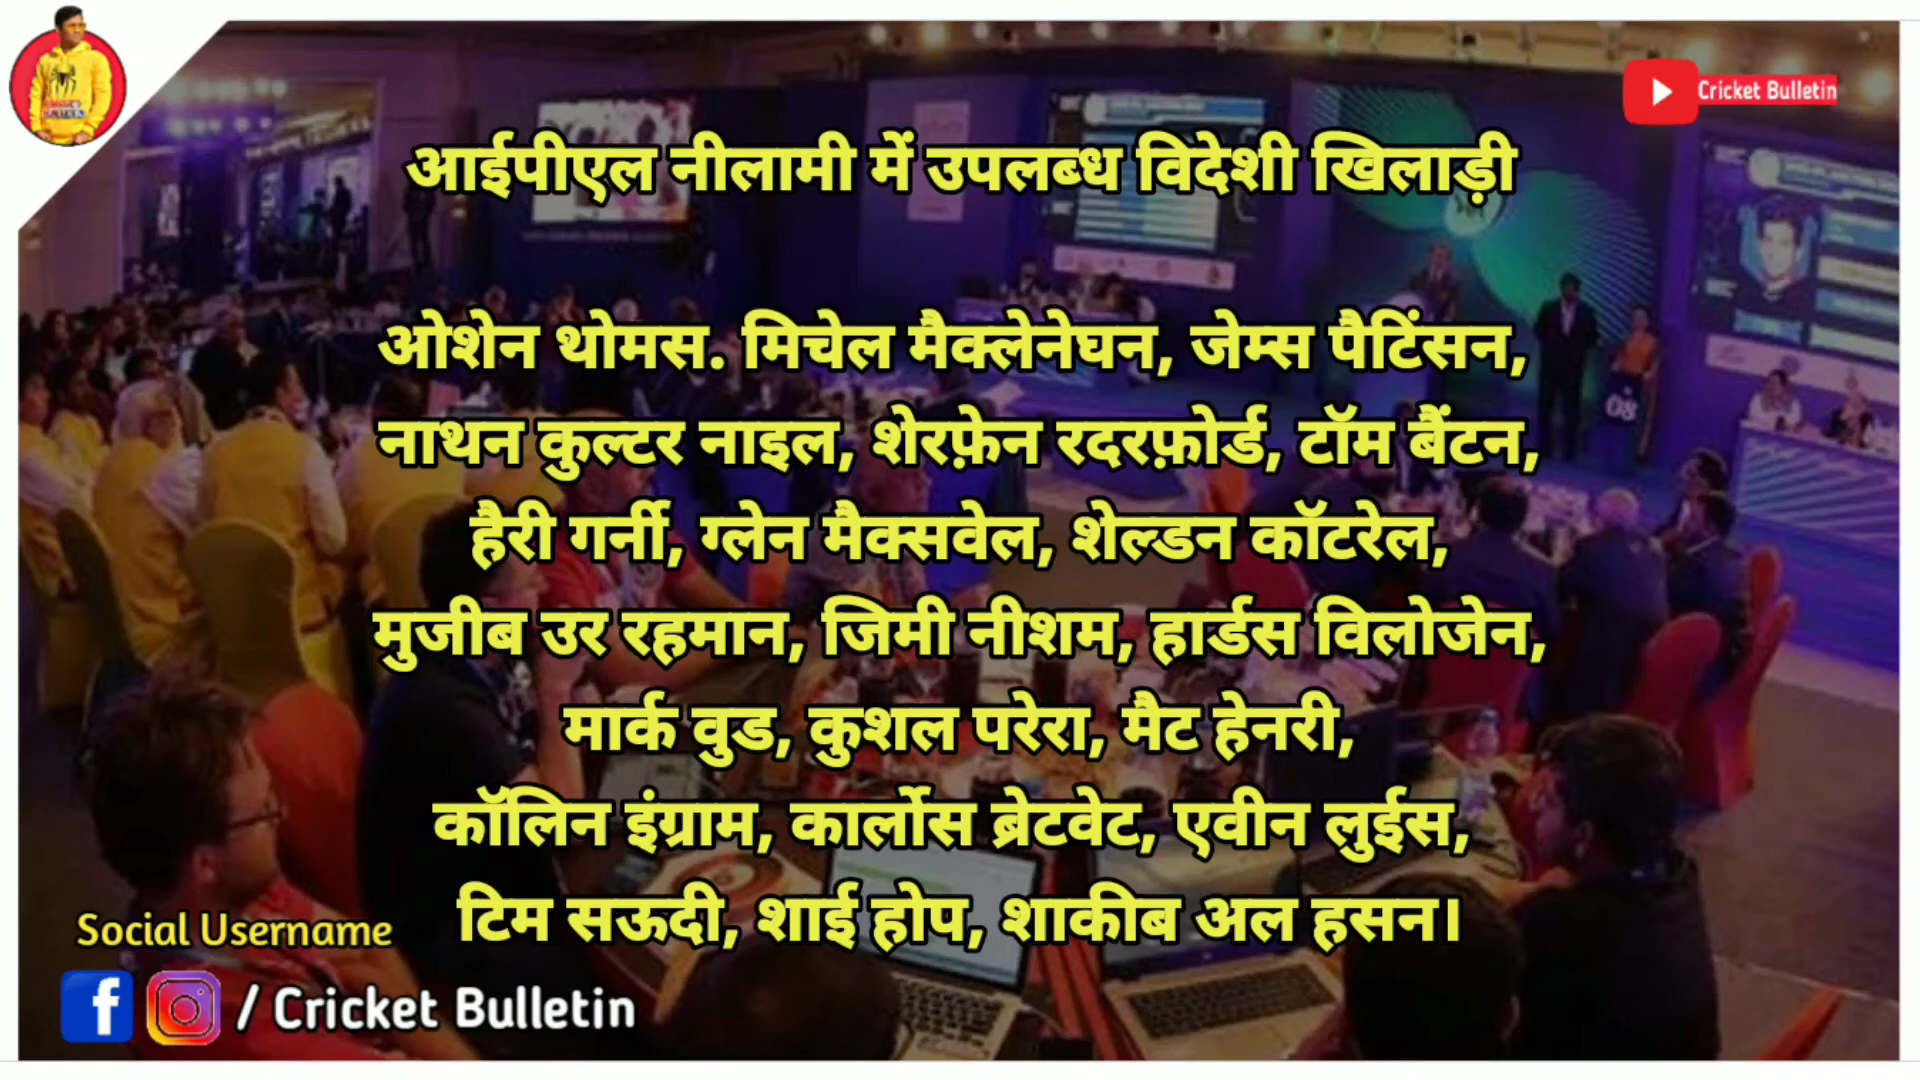 Cricket Bulletin
आईपीएल नीलामी में उपलब्ध विदेशी खिलाड़ी
ओशेन थोमस. मिचेल मैक्लेनेघन, जेम्स पैटिंसन,
नाथन कुल्टर नाइल, शेरफ़ेन रदरफ़ोर्ड, टॉम बैंटन,
हैरी गर्नी, ग्लेन मैक्सवेल, शेल्डन कॉटरेल,
मुजीब उर रहमान, जिमी नीशम, हार्डस विलोजेन,
मार्क वुड, कुशल परेरा, मैट हेनरी,
कॉलिन इंग्राम, कार्लोस ब्रेटवेट, एवीन लुईस,
टिम सऊदी, शाई होप, शाकीब अल हसन।
Social Username
/ Cricket Bulletin
08